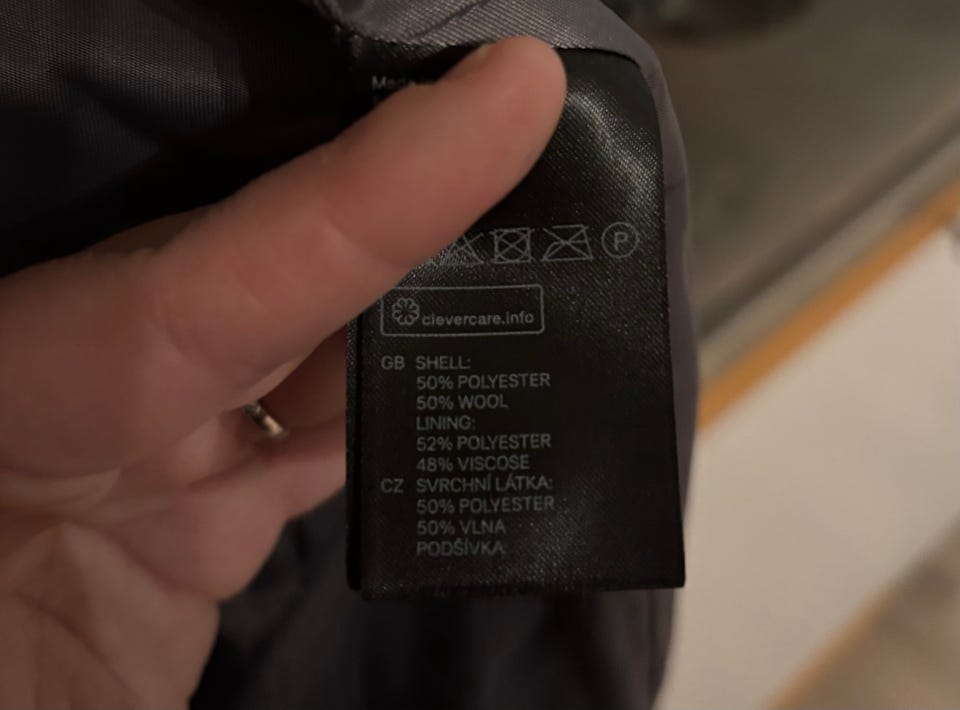 P
clevercare.info
GB SHELL:
50% POLYESTER
50% WOOL
LINING:
52% POLYESTER
48% VISCOSE
CZ SVRCHNÍ LÁTKA:
50% POLYESTER
50% VLNA
PODŠÍVKA: